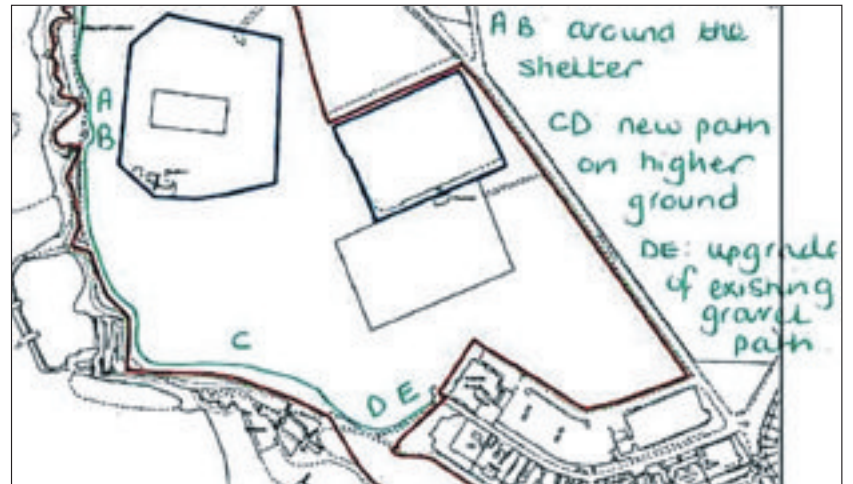 A B around the
shelter
CD new path
on higher
ground
DE: upgrade
of existing
gravel
path
A
B
C
D E